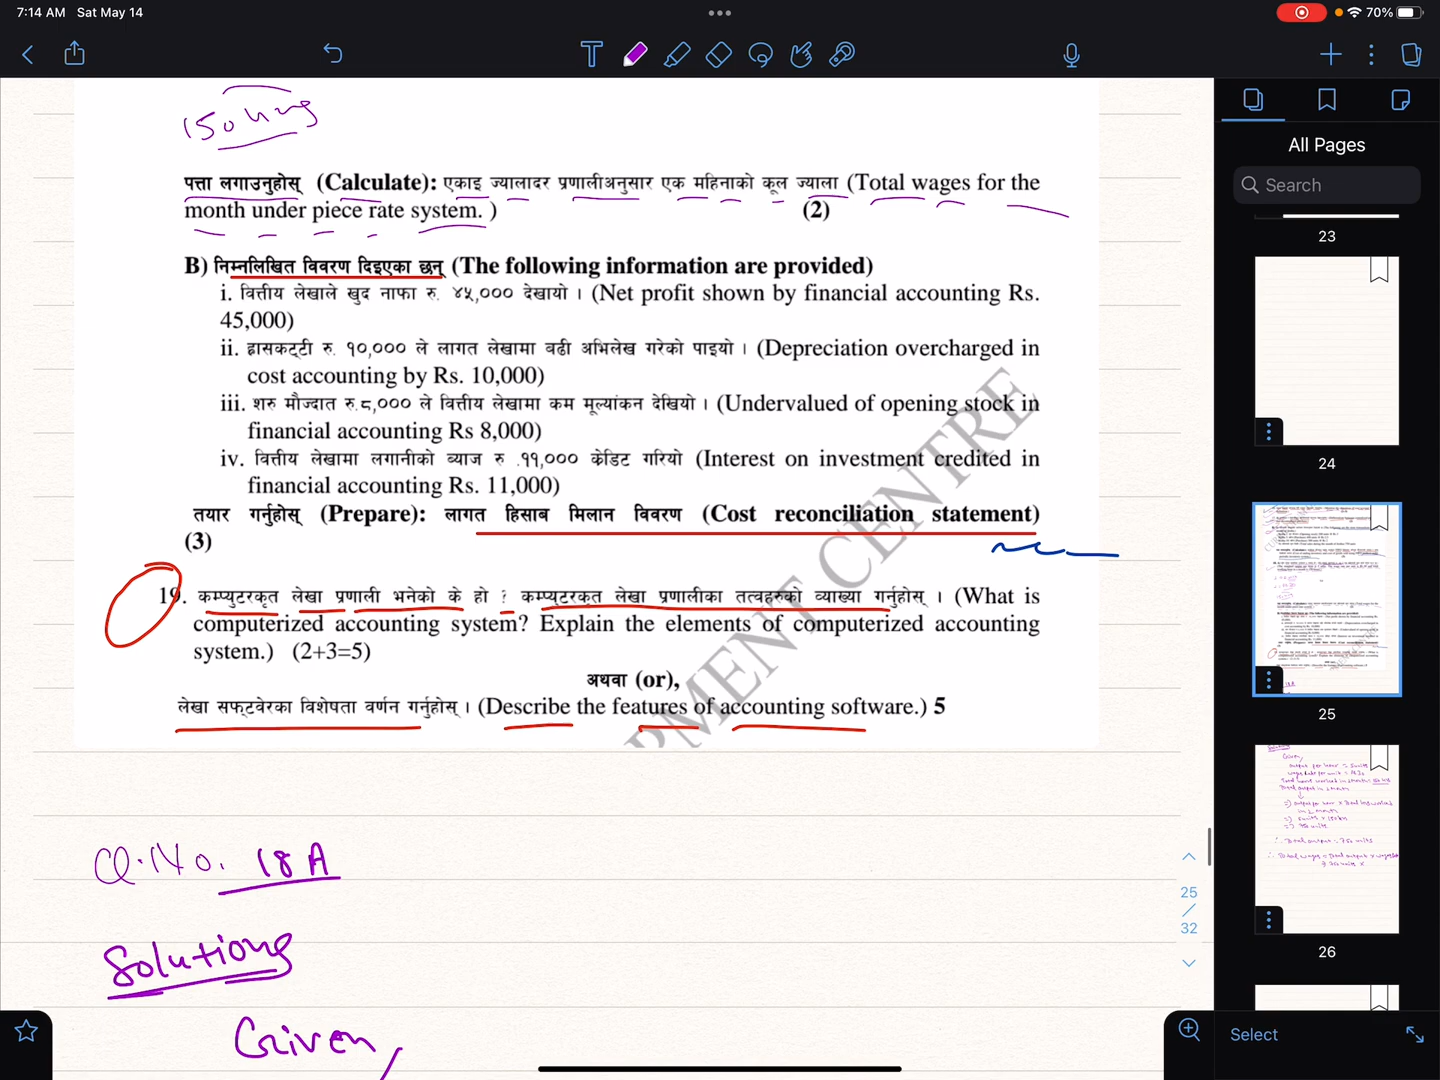 7:14 AM Sat May 14
70%
150 hrs
पत्ता लगाउनुहोस् (Calculate): एकाइ ज्यालादर प्रणालीअनुसार एक महिनाको कूल ज्याला (Total wages for the
month under piece rate system. ) (2)
B) निम्नलिखित विवरण दिइएका छन् (The following information are provided)
i. वित्तीय लेखाले खुद नाफा रु. ४५,००० देखायो । (Net profit shown by financial accounting Rs.
45,000)
ii. ह्रासकट्टी रु. १०,००० ले लागत लेखामा बढी अभिलेख गरेको पाइयो । (Depreciation overcharged in
cost accounting by Rs. 10,000)
iii. शरु मौज्दात रु.८,००० ले वित्तीय लेखामा कम मूल्यांकन देखियो । (Undervalued of opening stock in
financial accounting Rs 8,000)
iv. वित्तीय लेखामा लगानीको व्याज रु .११,००० केडिट गरियो (Interest on investment credited in
financial accounting Rs. 11,000)
तयार गर्नुहोस् (Prepare): लागत हिसाब मिलान विवरण (Cost reconciliation statement)
(3)
19. कम्प्युटरकृत लेखा प्रणाली भनेको के हो ? कम्प्युटरकृत लेखा प्रणालीका तत्वहरुको व्याख्या गर्नुहोस् । (What is
computerized accounting system? Explain the elements of computerized accounting
system.) (2+3=5)
अथवा (or),
लेखा सफ्टवेरका विशेषता वर्णन गर्नुहोस् । (Describe the features of accounting software.) 5
PMENT CENTRE
Q.No. 18A
Solution,
Given,
25
/
32
All Pages
Search
23
24
25
26
Select